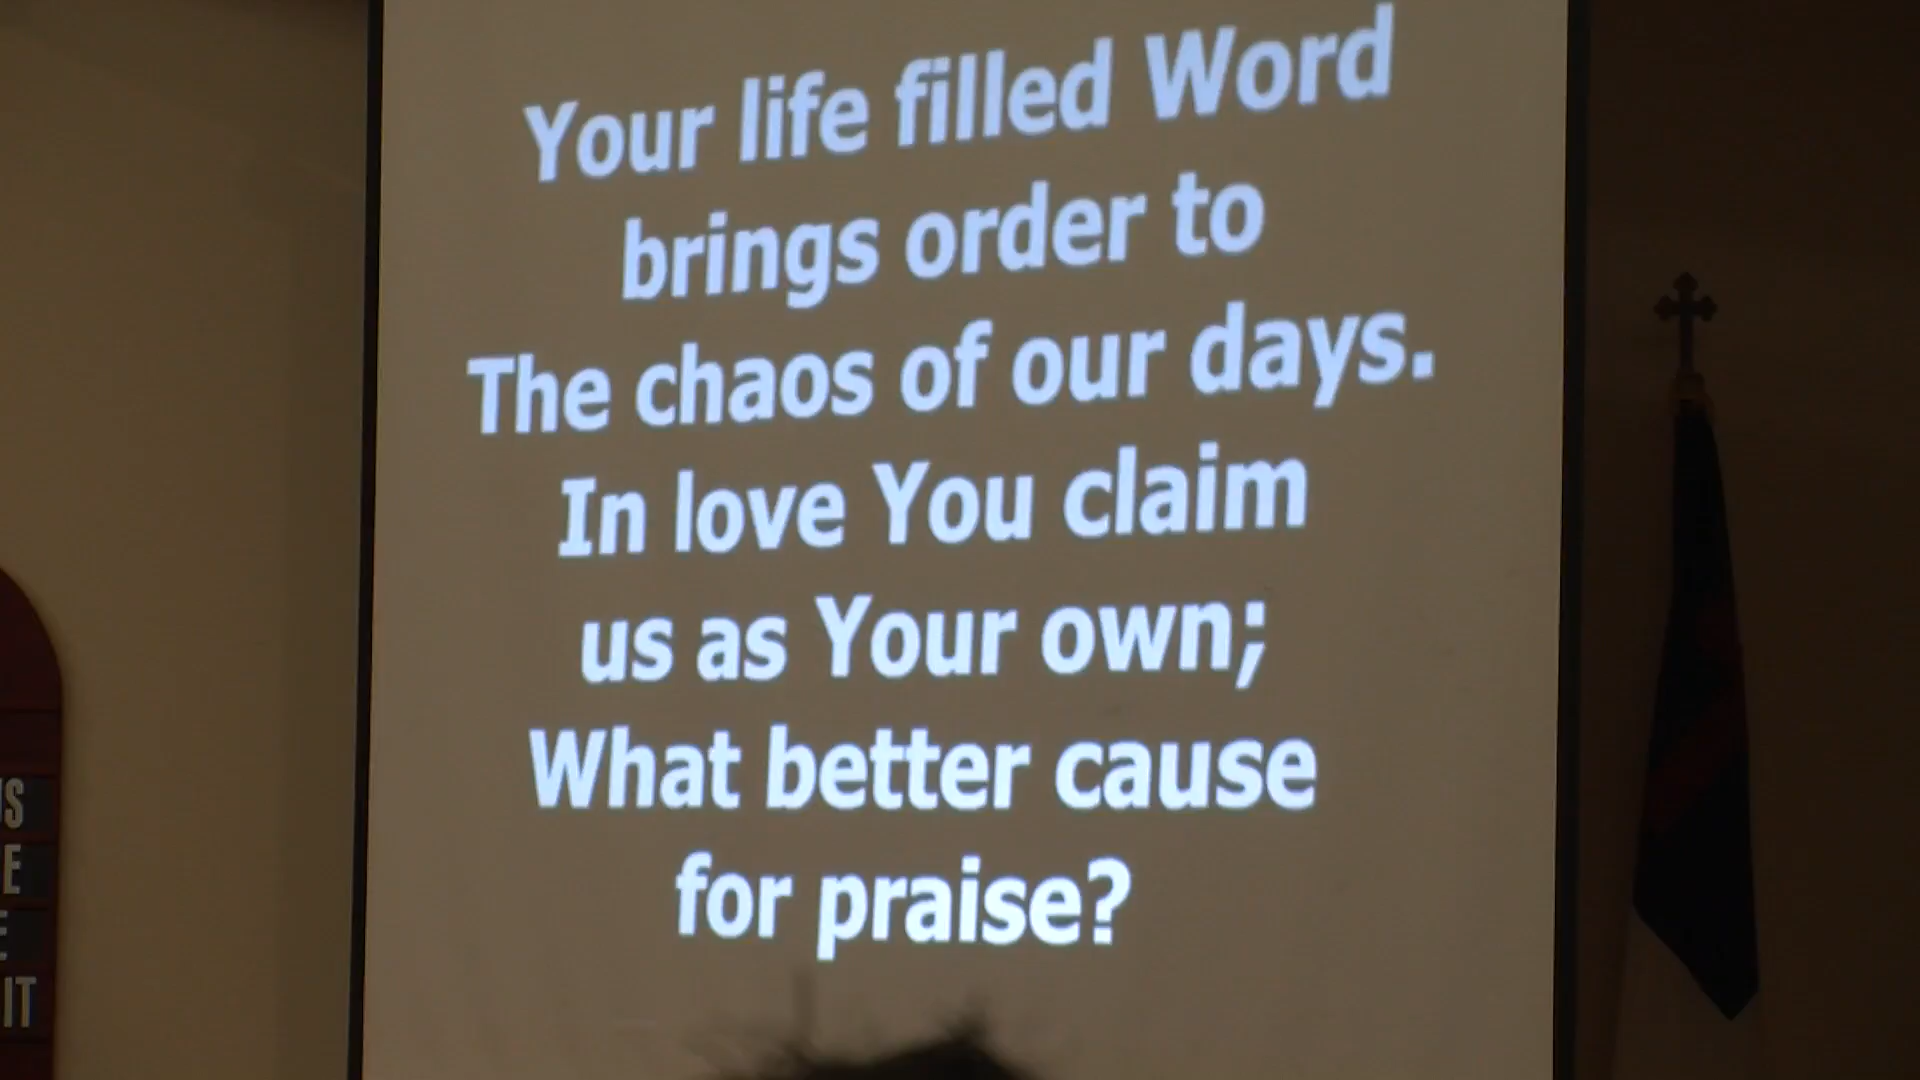 Your life filled Word
brings order to
The chaos of our days.
In love You claim
us as Your own;
What better cause
for praise?
IT